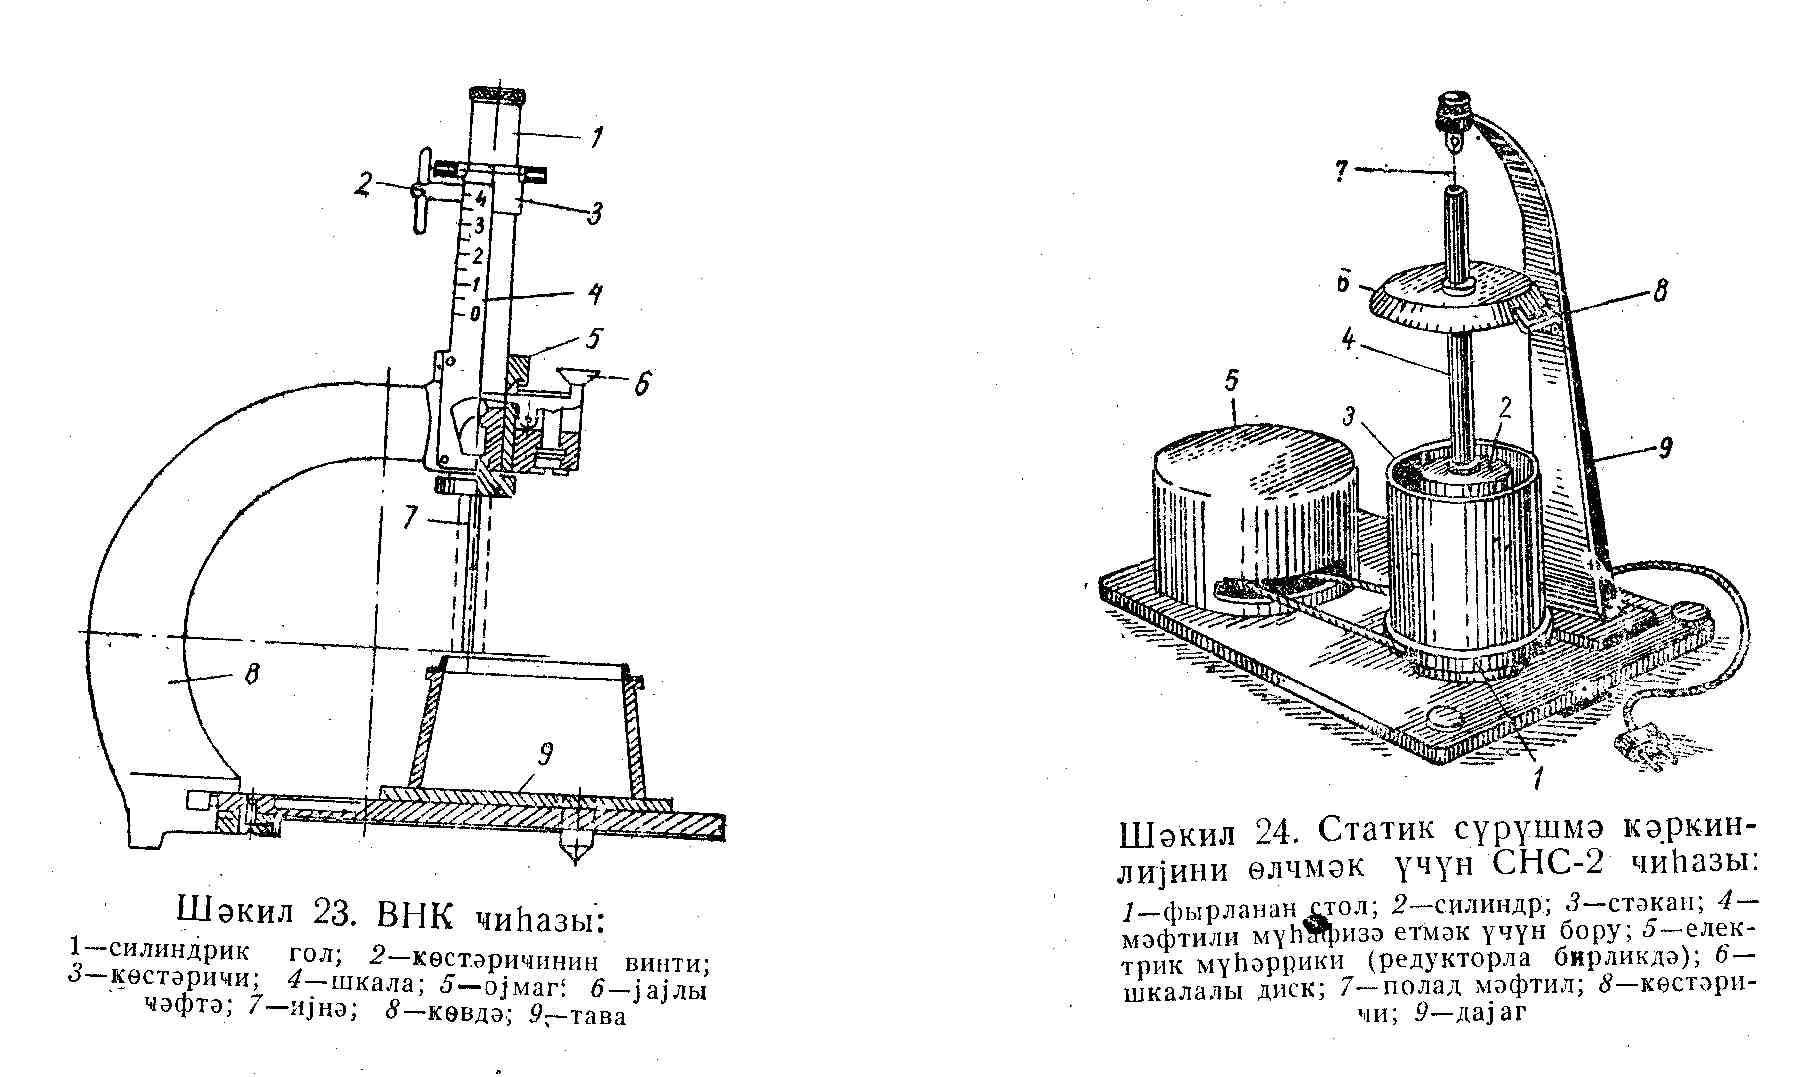 1
2
3
4
3
2
1
0
4
5
6
7
8
9
Шәкил 23. ВНК чиһазы:
1—силиндрик гол; 2—көстәричинин винти;
3—көстәричи; 4—шкала; 5—ојмаг; 6—јајлы
чәфтә; 7—ијнә; 8—көвдә; 9—тава
7
6
8
4
5
3
2
9
1
Шәкил 24. Статик сүрүшмә кәркин-
лијини өлчмәк үчүн СНС-2 чиһазы:
1—фырланан стол; 2—силиндр; 3—стәкан; 4—
мәфтили мүһафизә етмәк үчүн бору; 5—елек-
трик мүһәррики (редукторла бирликдә); 6—
шкалалы диск; 7—полад мәфтил; 8—көстәри-
чи; 9—дајаг